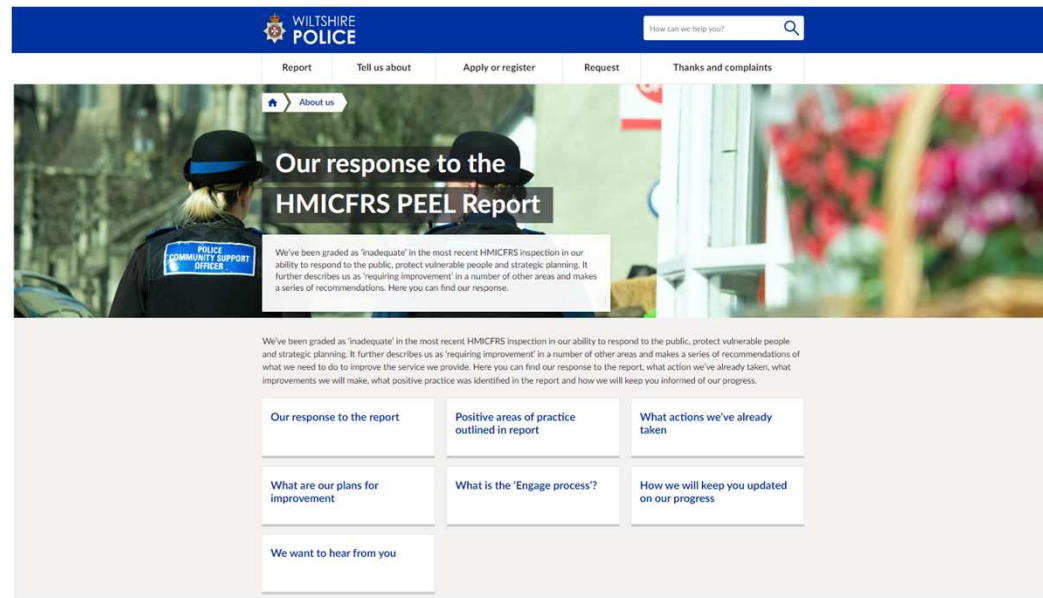 WILTSHIRE
POLICE
How can we help you?
Report Tell us about Apply or register Request Thanks and complaints
About us
Our response to the
HMICFRS PEEL Report
POLICE
COMMUNITY SUPPORT
OFFICER
We've been graded as 'inadequate' in the most recent HMICFRS inspection in our
ability to respond to the public, protect vulnerable people and strategic planning. It
further describes us as 'requiring improvement' in a number of other areas and makes
a series of recommendations. Here you can find our response.
We've been graded as 'inadequate' in the most recent HMICFRS inspection in our ability to respond to the public, protect vulnerable people
and strategic planning. It further describes us as 'requiring improvement' in a number of other areas and makes a series of recommendations of
what we need to do to improve the service we provide. Here you can find our response to the report, what action we've already taken, what
improvements we will make, what positive practice was identified in the report and how we will keep you informed of our progress.
Our response to the report
Positive areas of practice
outlined in report
What actions we've already
taken
What are our plans for
improvement
What is the 'Engage process'?
How we will keep you updated
on our progress
We want to hear from you